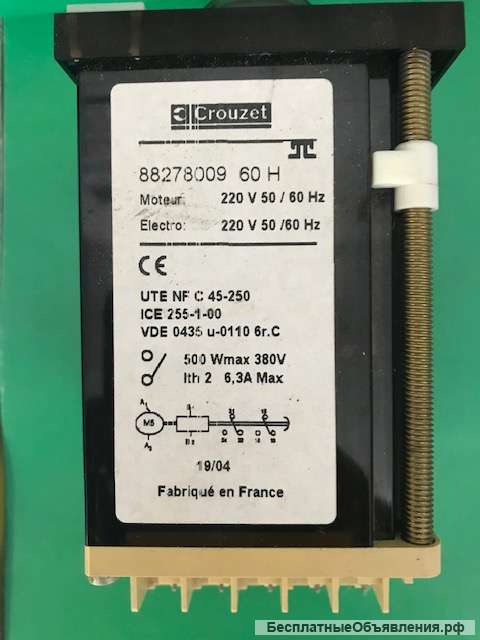 Crouzet
88278009 60 H
Moteur: 220 V 50 / 60 Hz
Electro: 220 V 50 /60 Hz
CE
UTE NF C 45-250
ICE 255-1-00
VDE 0435 u-0110 6r.C
500 Wmax 380V
Ith 2 6,3A Max
MS
19/04
Fabriqué en France
БесплатныеОбъявления.рф